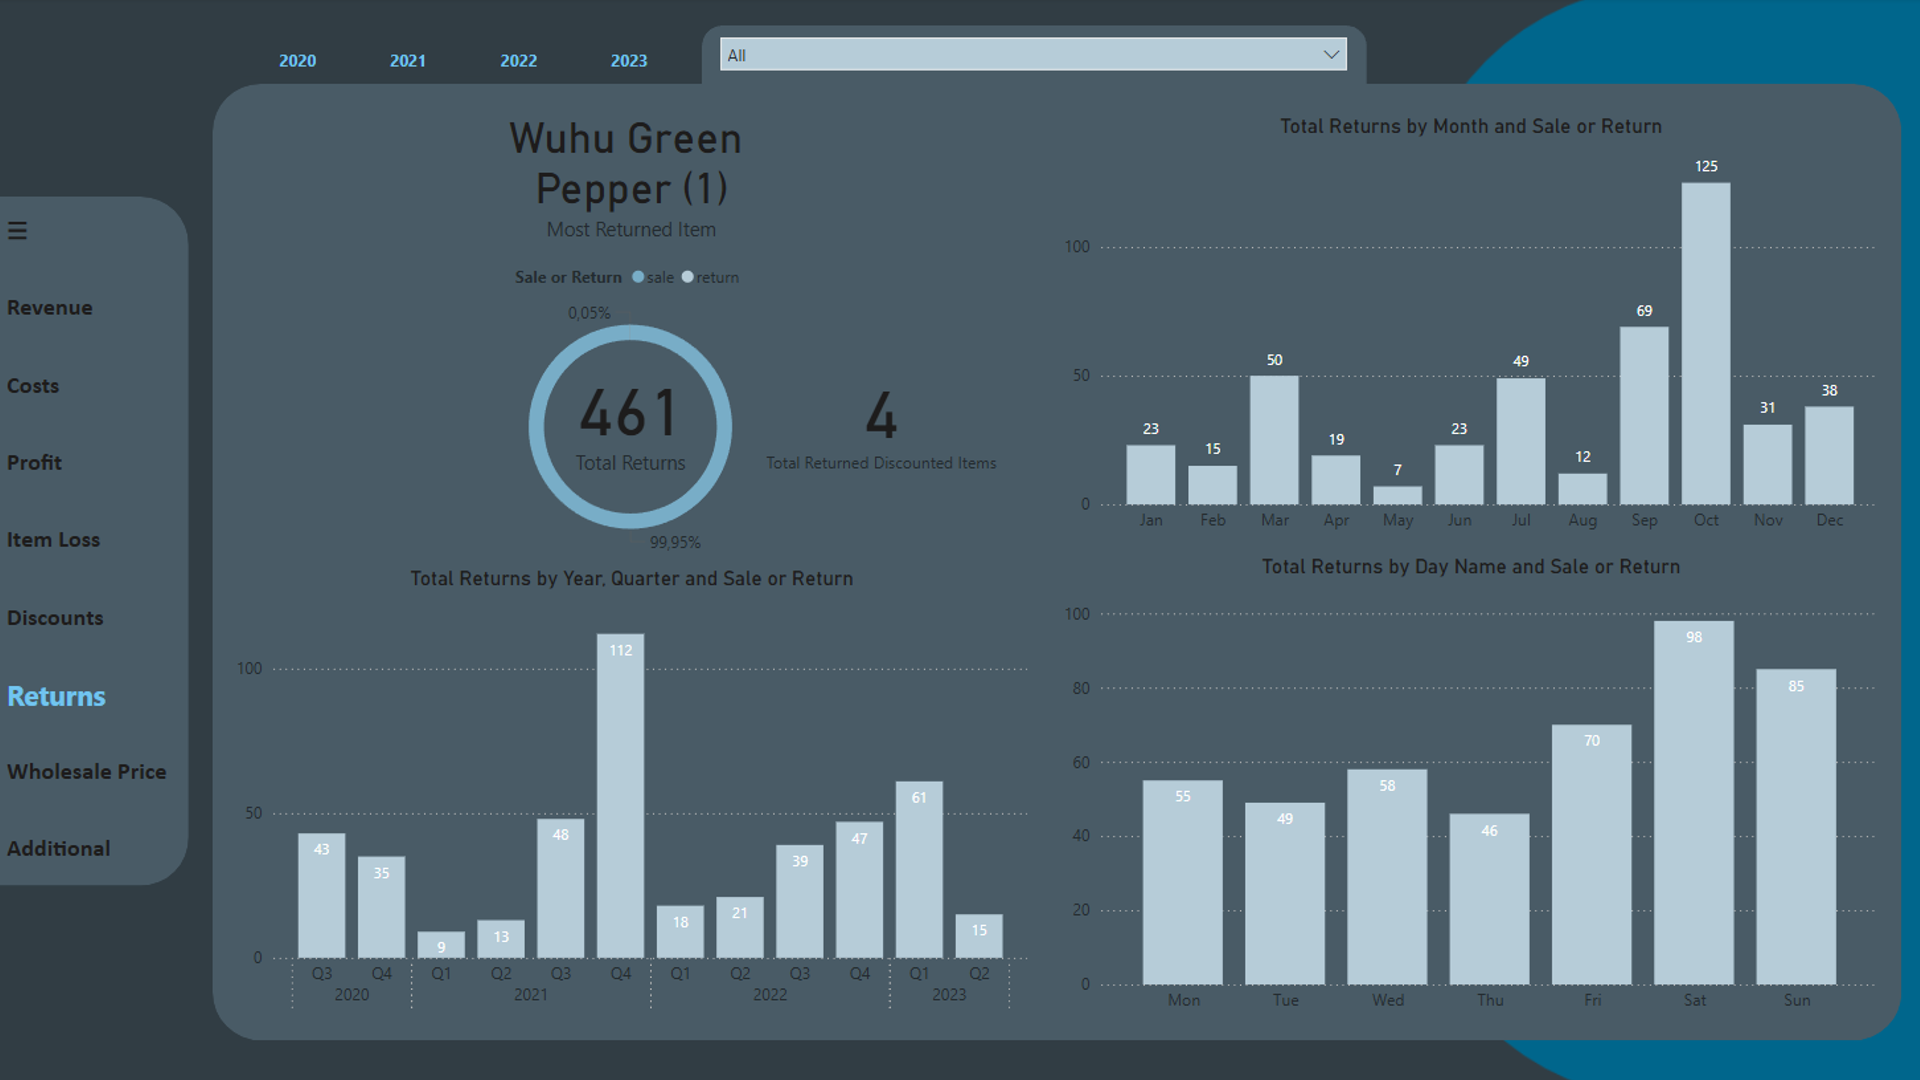 2020 2021 2022 2023
All
☰
Revenue
Costs
Profit
Item Loss
Discounts
Returns
Wholesale Price
Additional
Wuhu Green
Pepper (1)
Most Returned Item
Sale or Return sale return
0,05%
461
Total Returns
99,95%
4
Total Returned Discounted Items
Total Returns by Month and Sale or Return
100
50
0
23 15 50 19 7 23 49 12 69 125 31 38
Jan Feb Mar Apr May Jun Jul Aug Sep Oct Nov Dec
Total Returns by Year, Quarter and Sale or Return
100
50
0
43 35 9 13 48 112 18 21 39 47 61 15
Q3 Q4 Q1 Q2 Q3 Q4 Q1 Q2 Q3 Q4 Q1 Q2
2020 2021 2022 2023
Total Returns by Day Name and Sale or Return
100
80
60
40
20
0
55 49 58 46 70 98 85
Mon Tue Wed Thu Fri Sat Sun